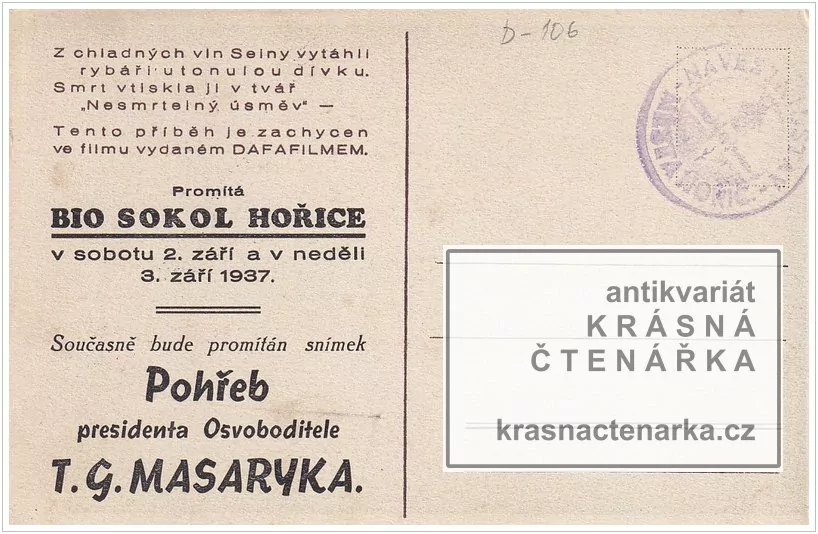 Z chladných vln Seiny vytáhli
rybáři utonulou dívku.
Smrt vtiskla jí v tvář
„Nesmrtelný úsměv" —
Tento příběh je zachycen
ve filmu vydaném DAFAFILMEM.
Promítá
BIO SOKOL HOŘICE
v sobotu 2. září a v neděli
3. září 1937.
Současně bude promítán snímek
Pohřeb
presidenta Osvoboditele
T. G. MASARYKA.
D-106
antikvariát
KRÁSNÁ
ČTENÁŘKA
krasnactenarka.cz